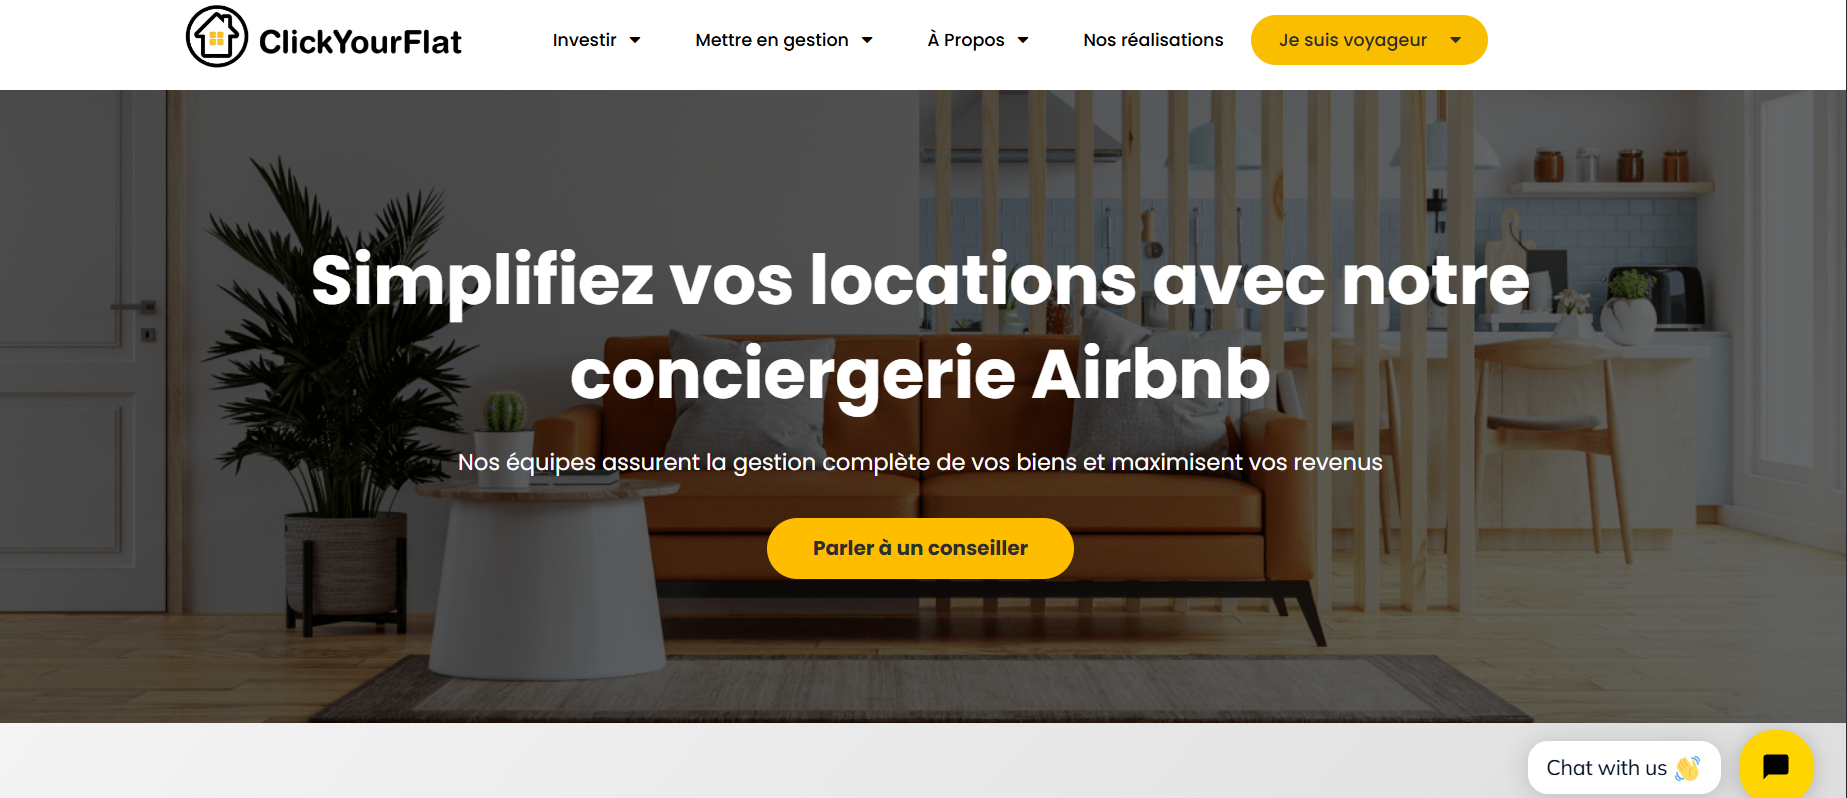 ClickYourFlat
Investir
Mettre en gestion
À Propos
Nos réalisations
Je suis voyageur
Simplifiez vos locations avec notre
conciergerie Airbnb
Nos équipes assurent la gestion complète de vos biens et maximisent vos revenus
Parler à un conseiller
Chat with us 👋